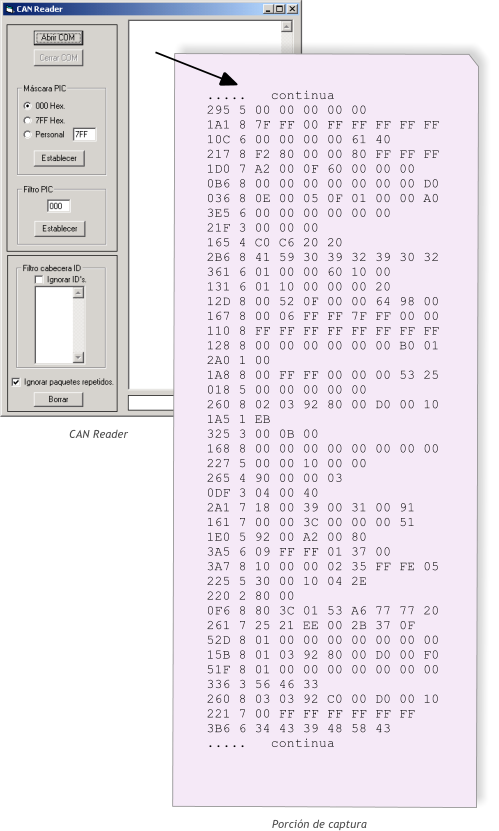 CAN Reader
Abrir COM
Cerrar COM
Máscara PIC
000 Hex.
7FF Hex.
Personal 7FF
Establecer
Filtro PIC
000
Establecer
Filtro cabecera ID
Ignorar ID's.
Ignorar paquetes repetidos.
Borrar
CAN Reader
..... continua
295 5 00 00 00 00 00
1A1 8 7F FF 00 FF FF FF FF FF
10C 6 00 00 00 00 61 40
217 8 F2 80 00 00 80 FF FF FF
1D0 7 A2 00 0F 60 00 00 00
0B6 8 00 00 00 00 00 00 00 D0
036 8 0E 00 05 0F 01 00 00 A0
3E5 6 00 00 00 00 00 00
21F 3 00 00 00
165 4 C0 C6 20 20
2B6 8 41 59 30 39 32 39 30 32
361 6 01 00 00 60 10 00
131 6 01 10 00 00 00 20
12D 8 00 52 0F 00 00 64 98 00
167 8 00 06 FF FF 7F FF 00 00
110 8 FF FF FF FF FF FF FF FF
128 8 00 00 00 00 00 00 B0 01
2A0 1 00
1A8 8 00 FF FF 00 00 00 53 25
018 5 00 00 00 00 00
260 8 02 03 92 80 00 D0 00 10
1A5 1 EB
325 3 00 0B 00
168 8 00 00 00 00 00 00 00 00
227 5 00 00 10 00 00
265 4 90 00 00 03
0DF 3 04 00 40
2A1 7 18 00 39 00 31 00 91
161 7 00 00 3C 00 00 00 51
1E0 5 92 00 A2 00 80
3A5 6 09 FF FF 01 37 00
3A7 8 10 00 00 02 35 FF FE 05
225 5 30 00 10 04 2E
220 2 80 00
0F6 8 80 3C 01 53 A6 77 77 20
261 7 25 21 EE 00 2B 37 0F
52D 8 01 00 00 00 00 00 00 00
15B 8 01 03 92 80 00 D0 00 F0
51F 8 01 00 00 00 00 00 00 00
336 3 56 46 33
260 8 03 03 92 C0 00 D0 00 10
221 7 00 FF FF FF FF FF FF
3B6 6 34 43 39 48 58 43
..... continua
Porción de captura